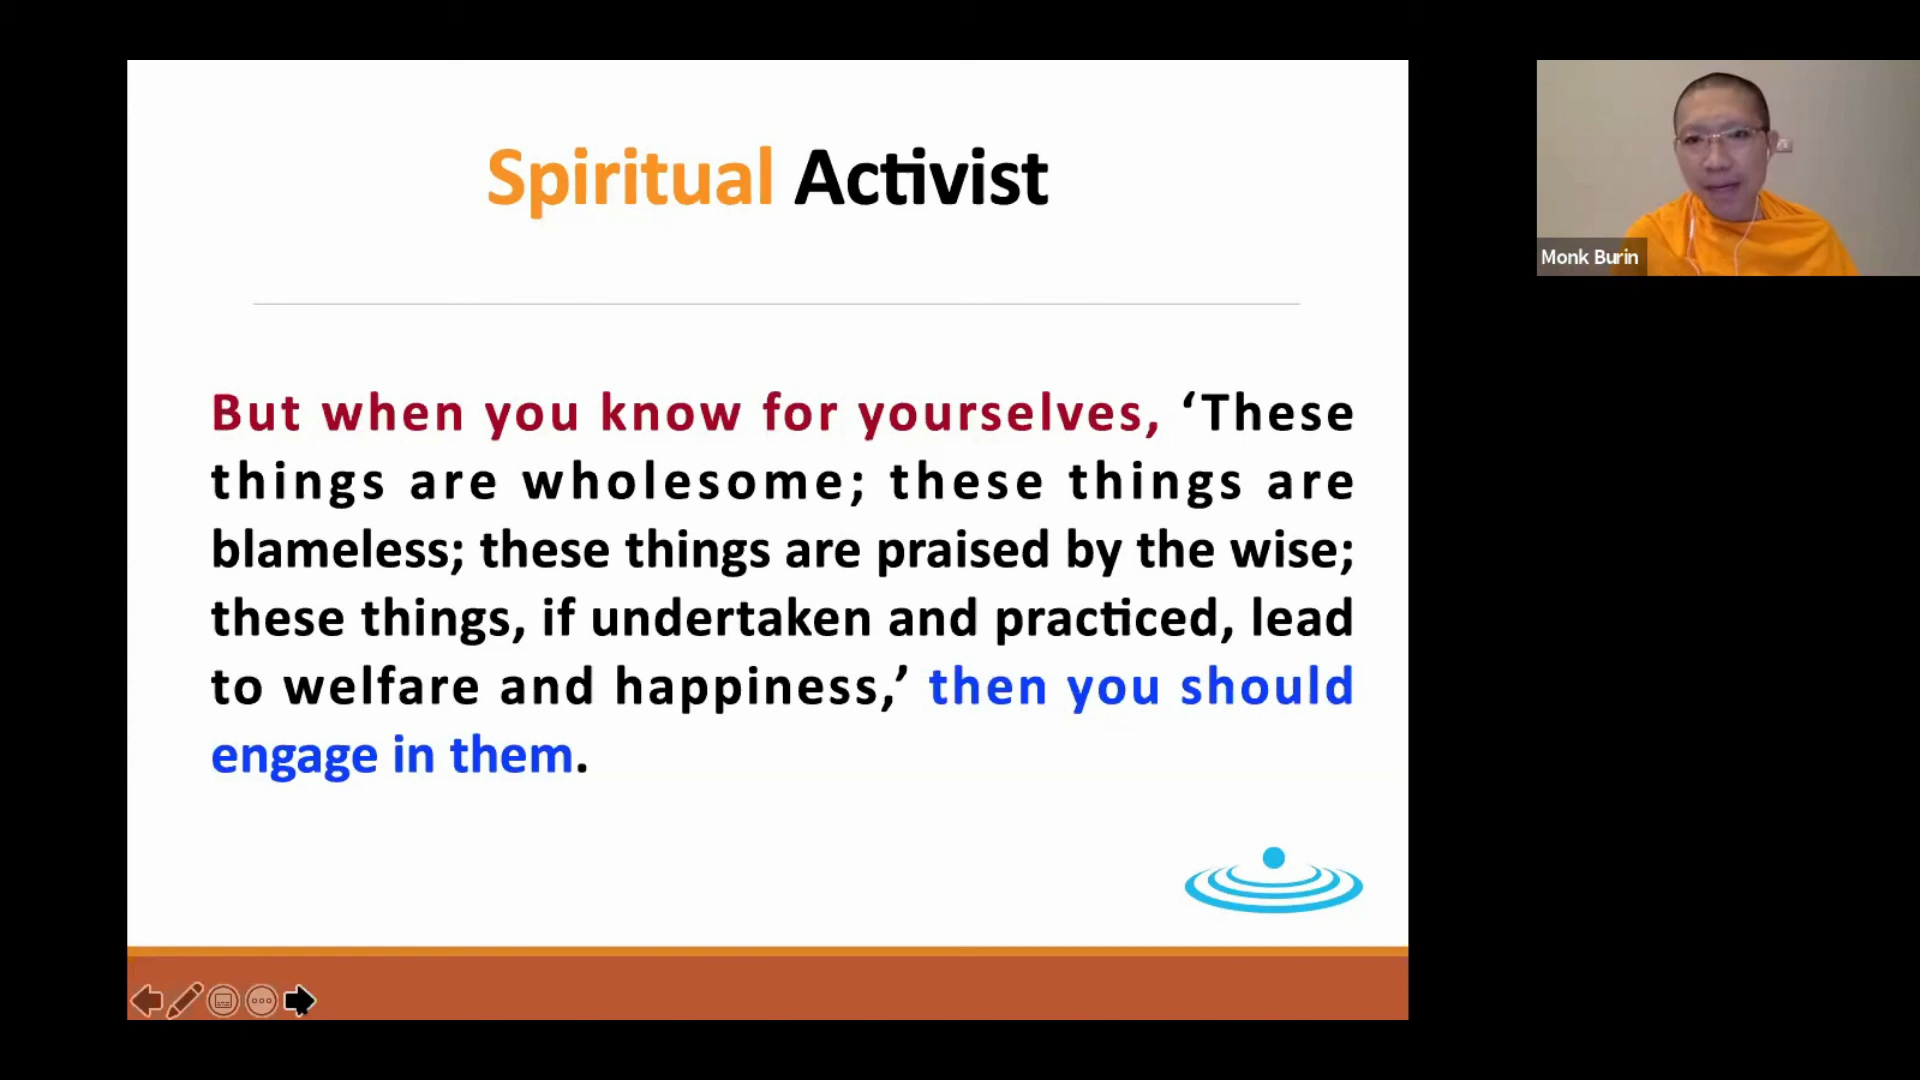 Spiritual Activist
But when you know for yourselves, ‘These
things are wholesome; these things are
blameless; these things are praised by the wise;
these things, if undertaken and practiced, lead
to welfare and happiness,’ then you should
engage in them.
Monk Burin